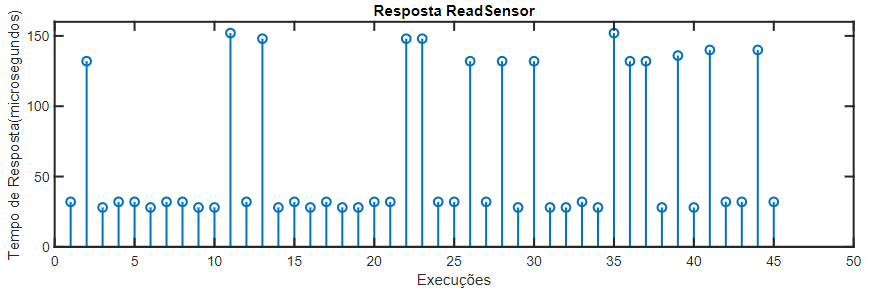 Resposta ReadSensor
Tempo de Resposta(microsegundos)
150
100
50
0
0 5 10 15 20 25 30 35 40 45 50
Execuções